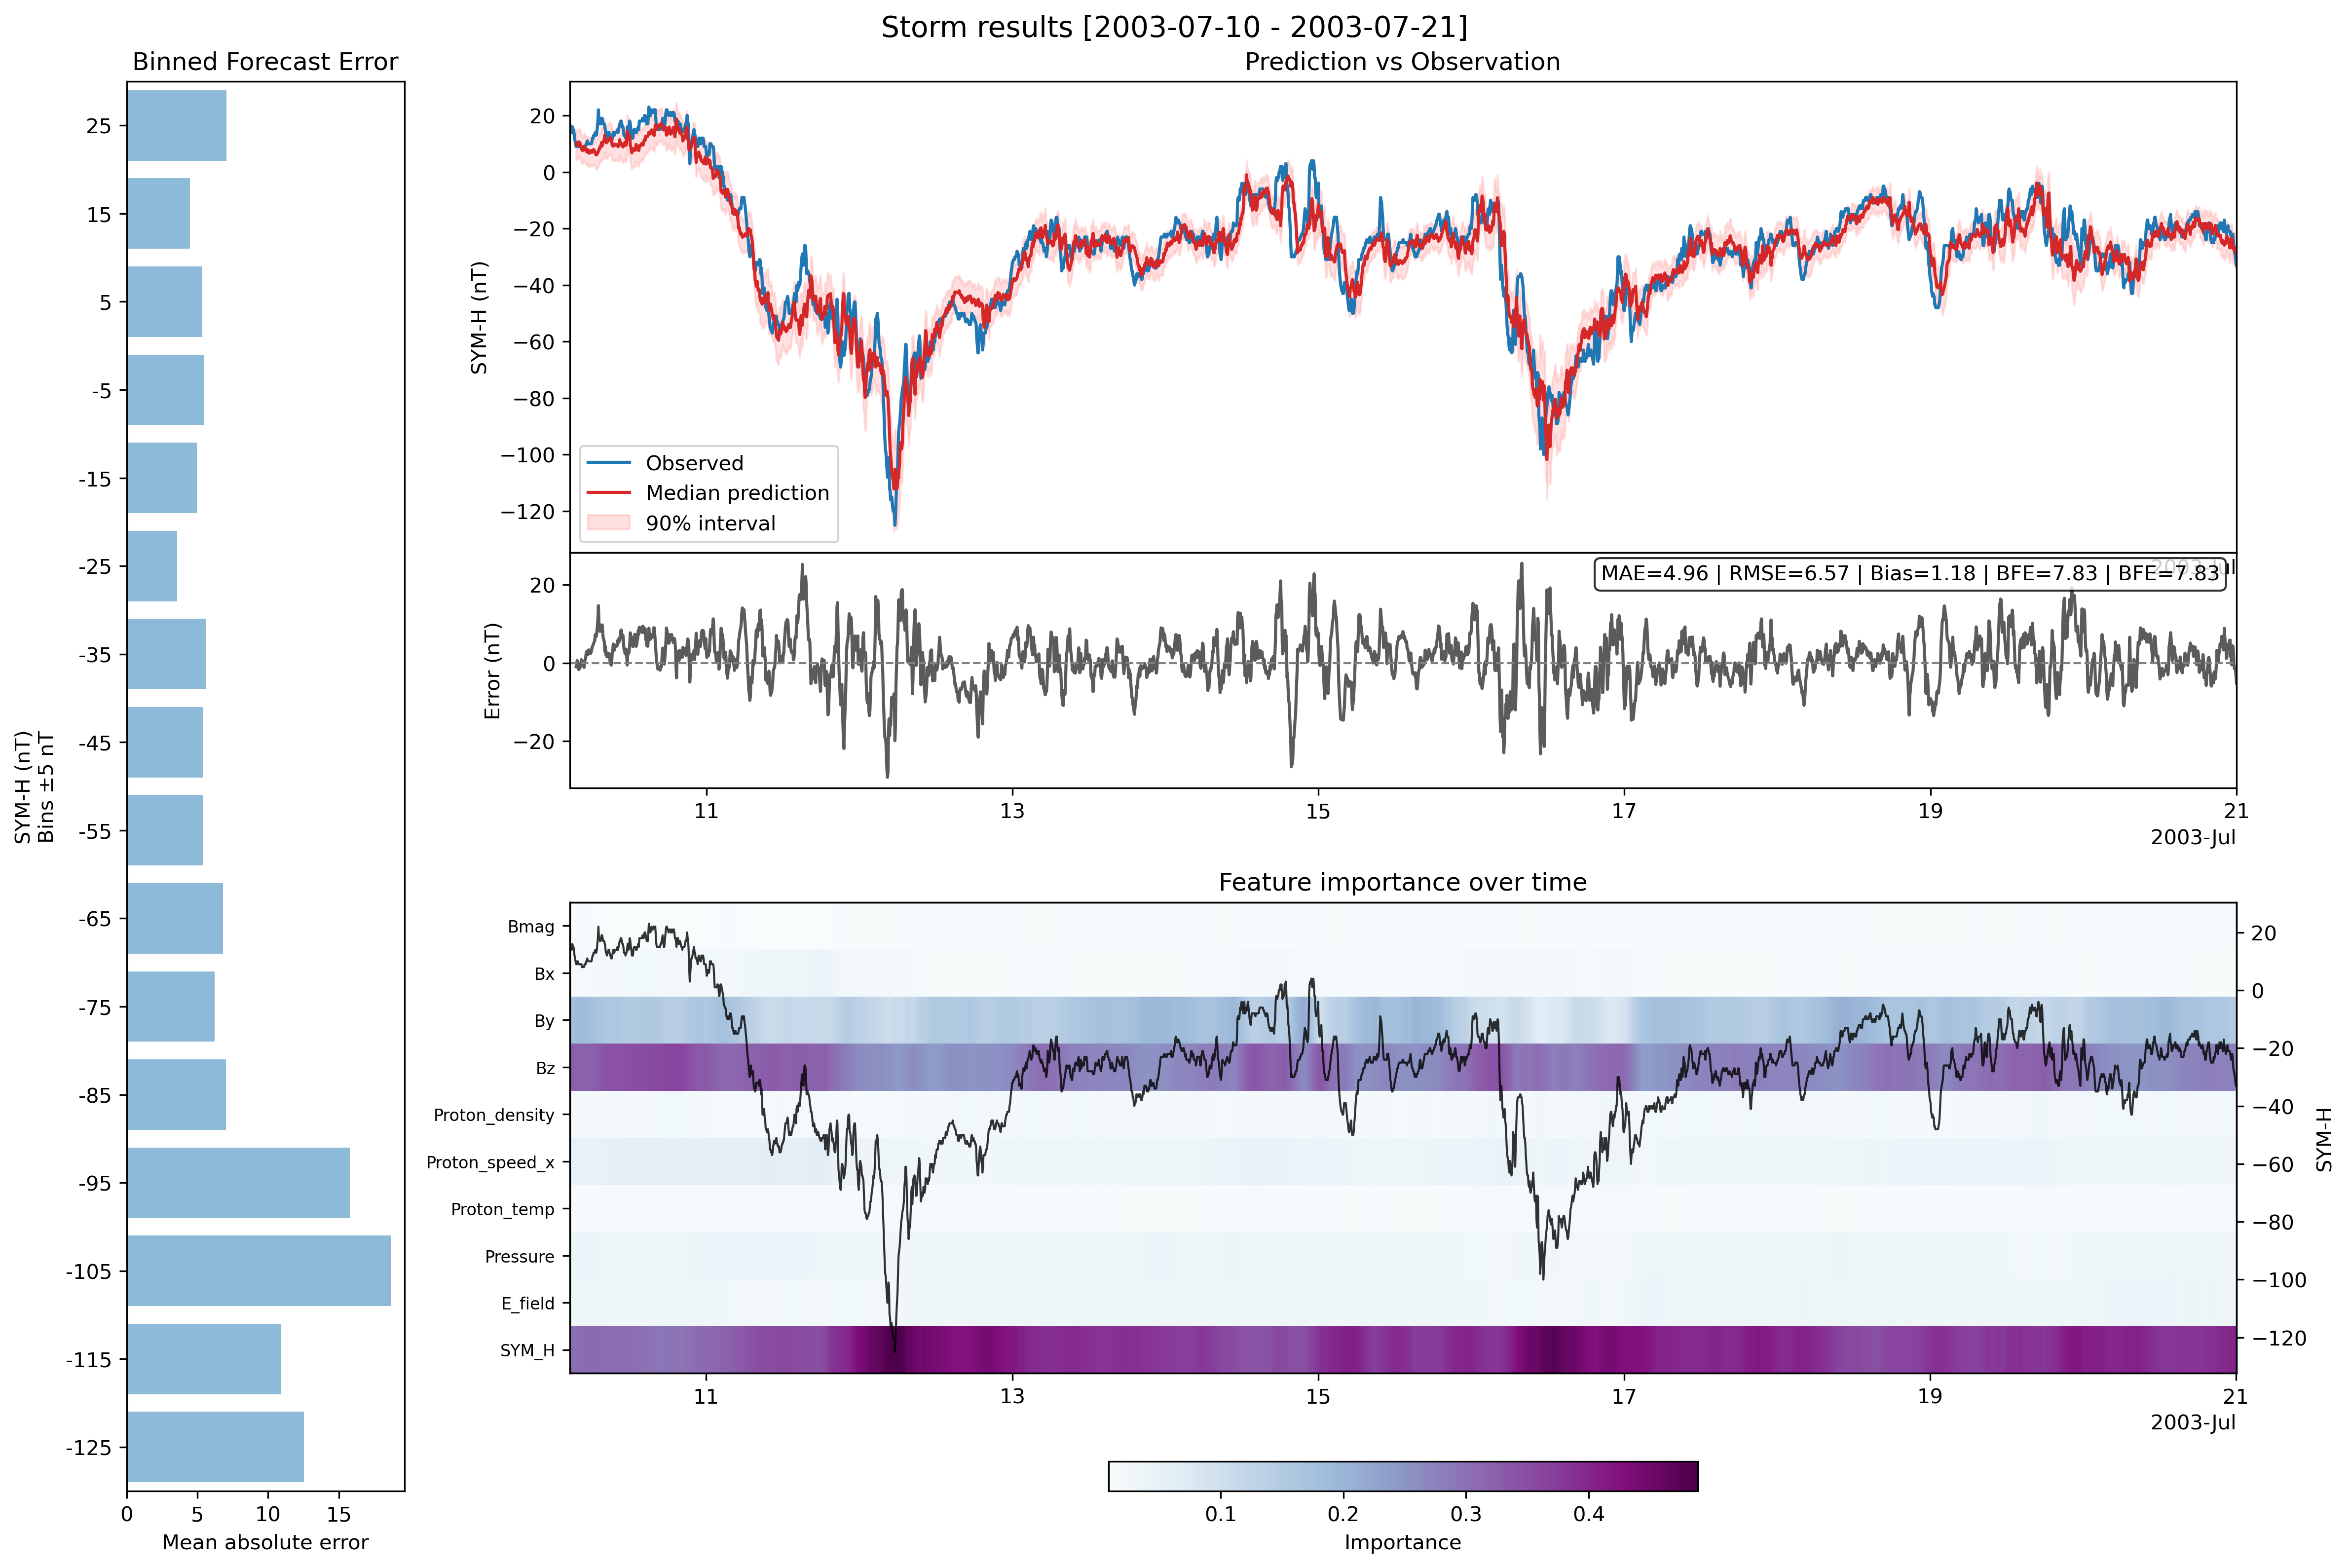 Storm results [2003-07-10 - 2003-07-21]
Binned Forecast Error
25
15
5
-5
-15
-25
-35
-45
-55
-65
-75
-85
-95
-105
-115
-125
SYM-H (nT)
Bins ±5 nT
0 5 10 15
Mean absolute error
Prediction vs Observation
20
0
−20
−40
−60
−80
−100
−120
SYM-H (nT)
Observed
Median prediction
90% interval
2003-Jul
MAE=4.96 | RMSE=6.57 | Bias=1.18 | BFE=7.83 | BFE=7.83
20
0
−20
Error (nT)
11 13 15 17 19 21
2003-Jul
Feature importance over time
Bmag
Bx
By
Bz
Proton_density
Proton_speed_x
Proton_temp
Pressure
E_field
SYM_H
20
0
−20
−40
−60
−80
−100
−120
SYM-H
11 13 15 17 19 21
2003-Jul
0.1 0.2 0.3 0.4
Importance